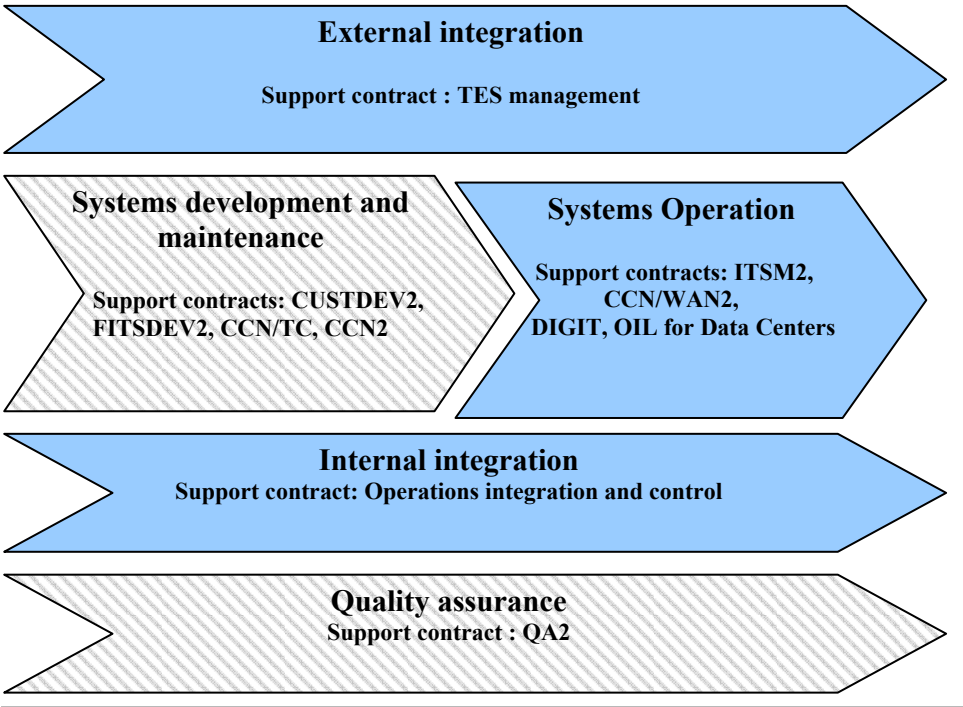 External integration
Support contract : TES management
Systems development and
maintenance
Support contracts: CUSTDEV2,
FITSDEV2, CCN/TC, CCN2
Systems Operation
Support contracts: ITSM2,
CCN/WAN2,
DIGIT, OIL for Data Centers
Internal integration
Support contract: Operations integration and control
Quality assurance
Support contract : QA2